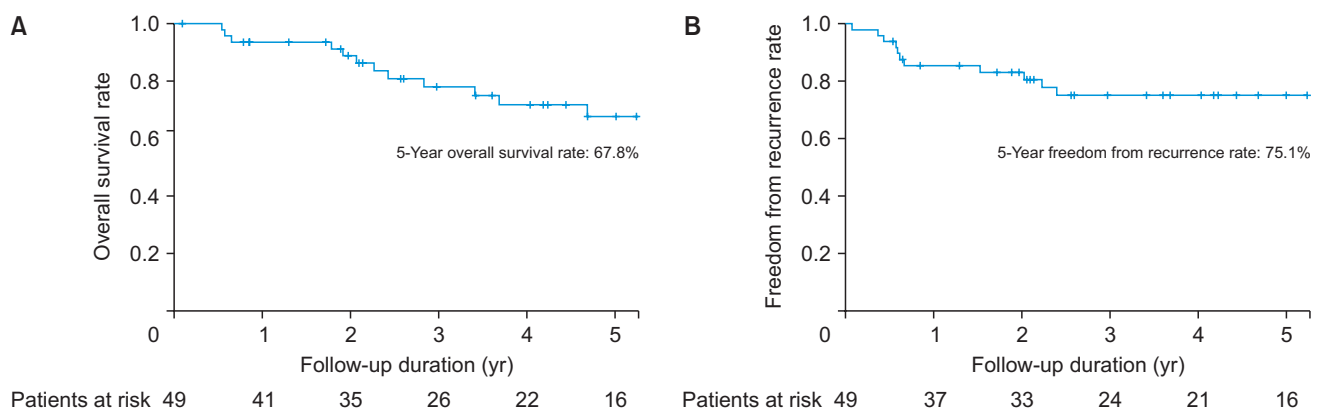 A
Overall survival rate
1.0
0.8
0.6
0.4
0.2
0
5-Year overall survival rate: 67.8%
1 2 3 4 5
Follow-up duration (yr)
Patients at risk 49 41 35 26 22 16
B
Freedom from recurrence rate
1.0
0.8
0.6
0.4
0.2
0
5-Year freedom from recurrence rate: 75.1%
1 2 3 4 5
Follow-up duration (yr)
Patients at risk 49 37 33 24 21 16